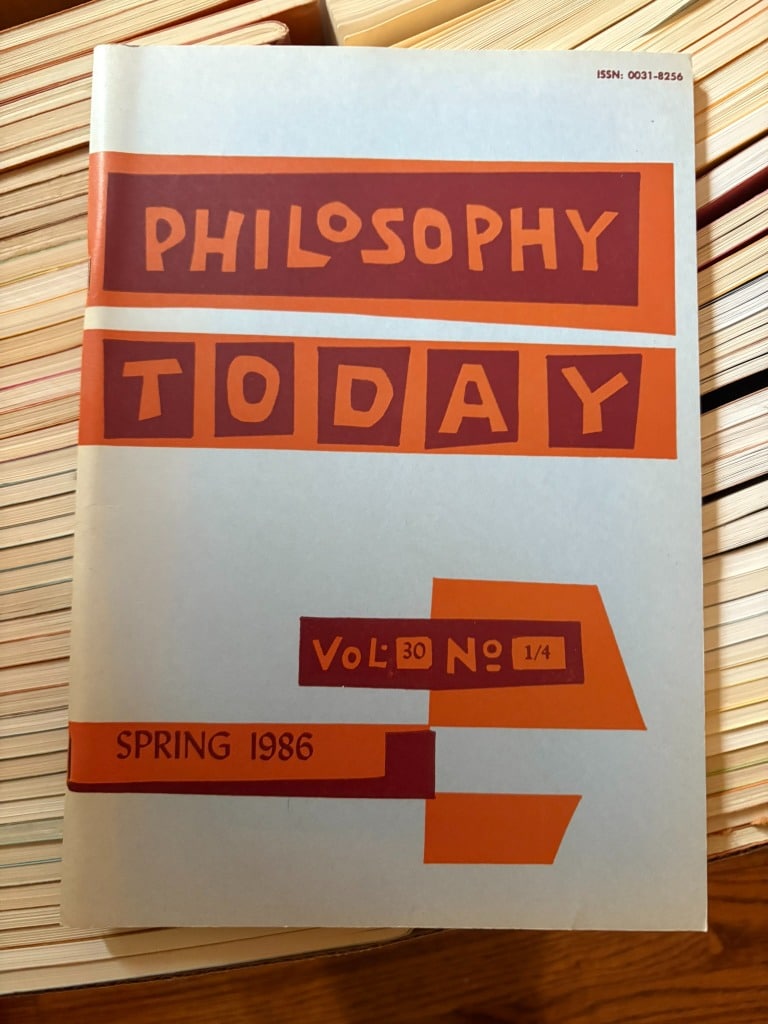 ISSN: 0031-8256
PHILOSOPHY
TODAY
VOL. 30 Nº 1/4
SPRING 1986